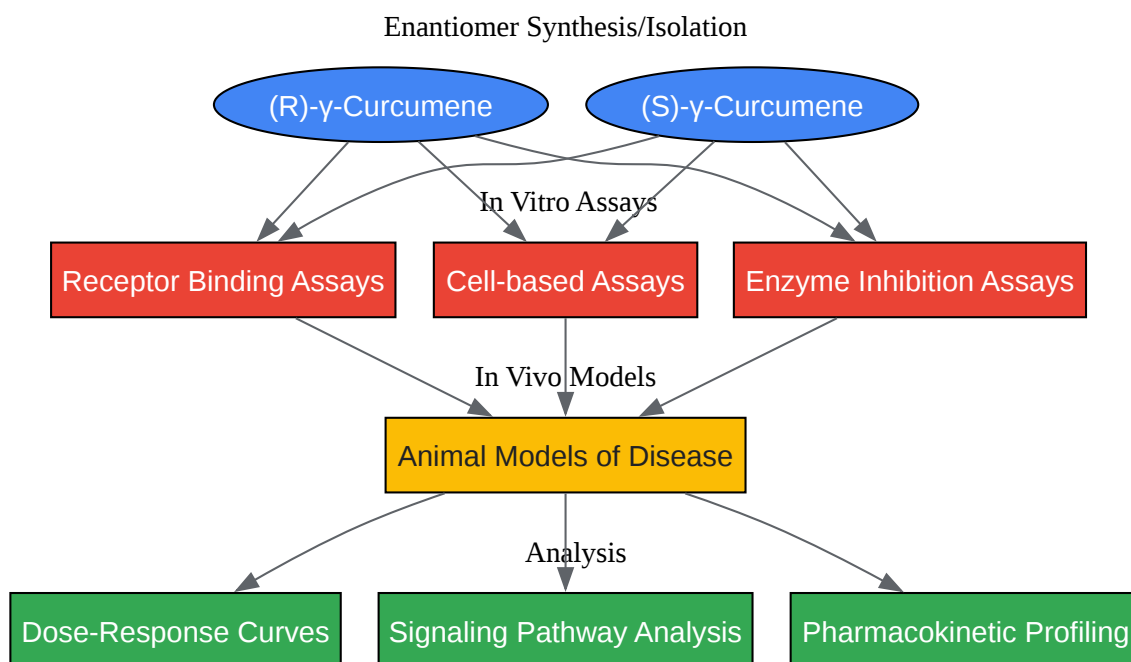 Enantiomer Synthesis/Isolation
(R)-γ-Curcumene
(S)-γ-Curcumene
In Vitro Assays
Receptor Binding Assays
Cell-based Assays
Enzyme Inhibition Assays
In Vivo Models
Animal Models of Disease
Analysis
Dose-Response Curves
Signaling Pathway Analysis
Pharmacokinetic Profiling